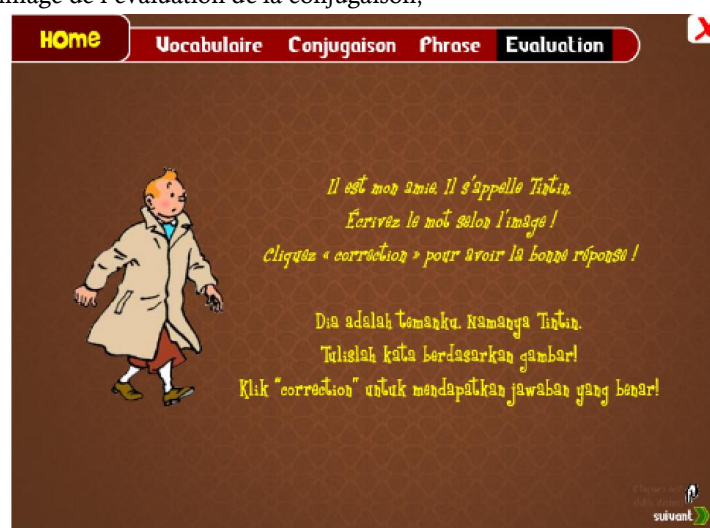 image de l'évaluation de la conjugaison,
HOme Vocabulaire Conjugaison Phrase Evaluation X
Il est mon amie. Il s'appelle Tintin.
Écrivez le mot selon l'image !
Cliquez « correction » pour avoir la bonne réponse !
Dia adalah temanku. Namanya Tintin.
Tulislah kata berdasarkan gambar!
Klik "correction" untuk mendapatkan jawaban yang benar!
suivant